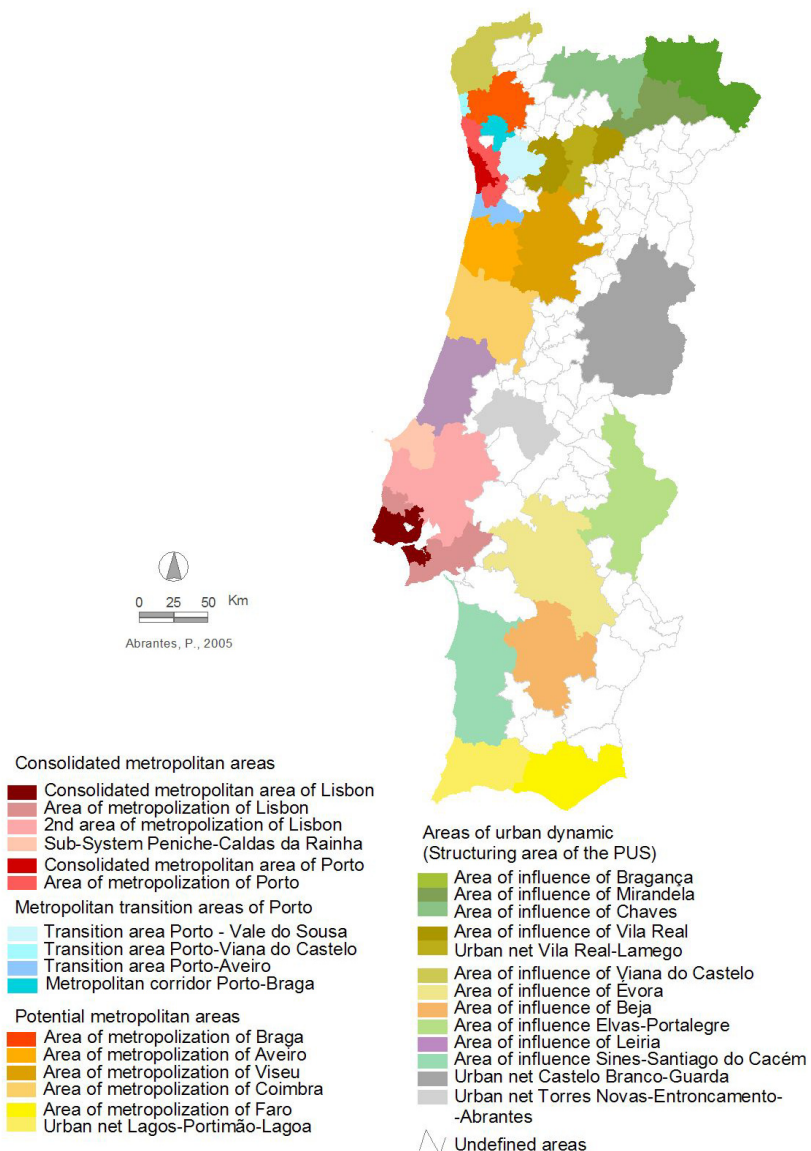 0 25 50 Km
Abrantes, P., 2005
Consolidated metropolitan areas
Consolidated metropolitan area of Lisbon
Area of metropolization of Lisbon
2nd area of metropolization of Lisbon
Sub-System Peniche-Caldas da Rainha
Consolidated metropolitan area of Porto
Area of metropolization of Porto
Metropolitan transition areas of Porto
Transition area Porto - Vale do Sousa
Transition area Porto-Viana do Castelo
Transition area Porto-Aveiro
Metropolitan corridor Porto-Braga
Potential metropolitan areas
Area of metropolization of Braga
Area of metropolization of Aveiro
Area of metropolization of Viseu
Area of metropolization of Coimbra
Area of metropolization of Faro
Urban net Lagos-Portimão-Lagoa
Areas of urban dynamic
(Structuring area of the PUS)
Area of influence of Bragança
Area of influence of Mirandela
Area of influence of Chaves
Area of influence of Vila Real
Urban net Vila Real-Lamego
Area of influence of Viana do Castelo
Area of influence of Évora
Area of influence of Beja
Area of influence Elvas-Portalegre
Area of influence of Leiria
Area of influence Sines-Santiago do Cacém
Urban net Castelo Branco-Guarda
Urban net Torres Novas-Entroncamento-
-Abrantes
Undefined areas